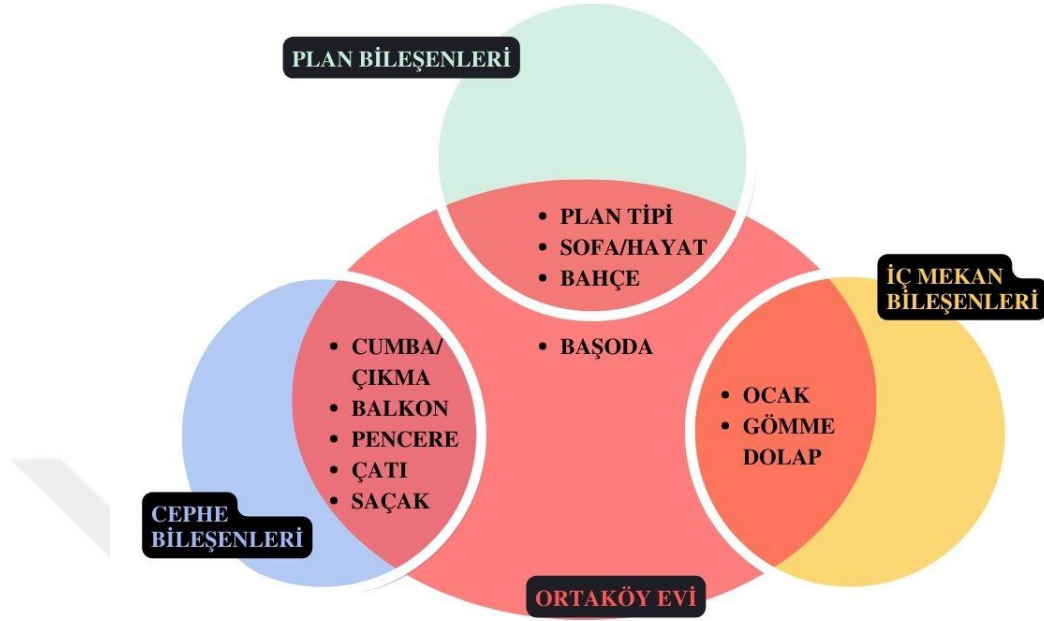 PLAN BİLEŞENLERİ
• PLAN TİPİ
• SOFA/HAYAT
• BAHÇE
İÇ MEKAN
BİLEŞENLERİ
• BAŞODA
• CUMBA/
ÇIKMA
• BALKON
• PENCERE
• ÇATI
• SAÇAK
• OCAK
• GÖMME
DOLAP
CEPHE
BİLEŞENLERİ
ORTAKÖY EVİ